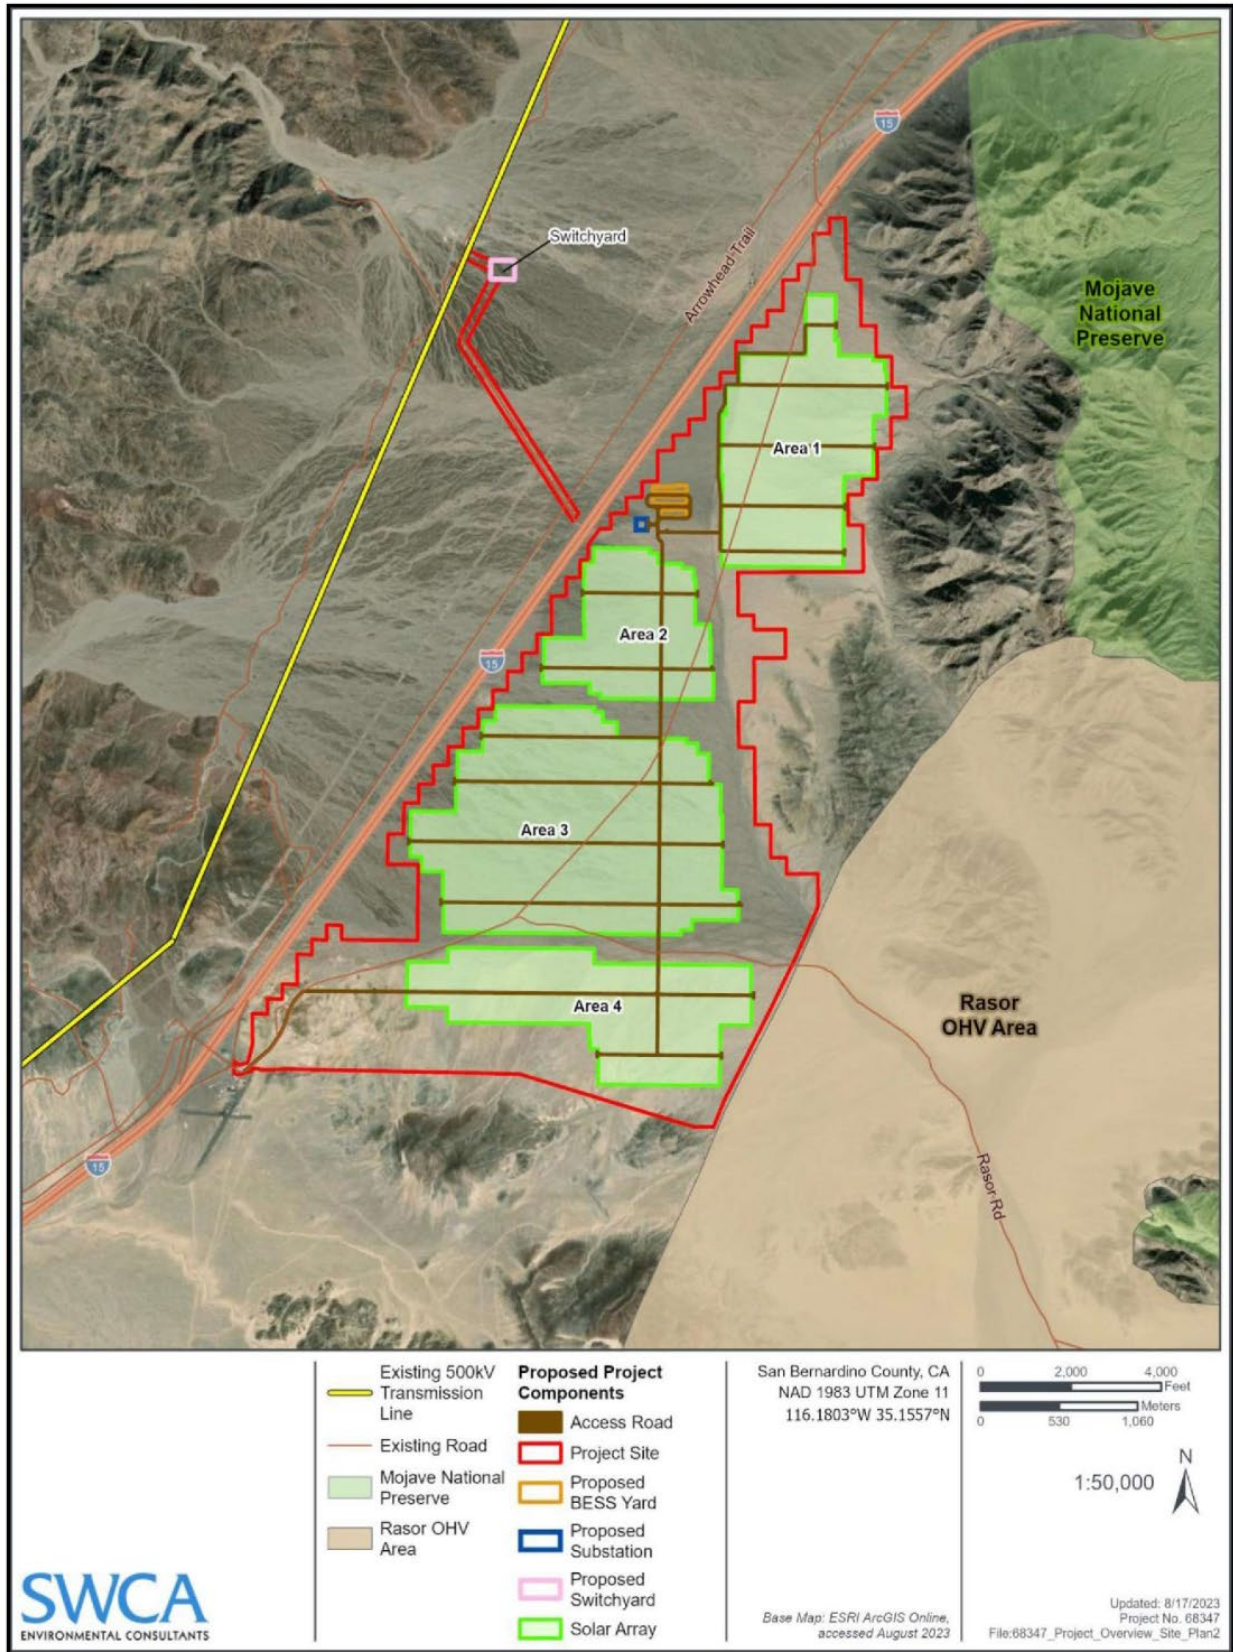 15
Switchyard
Arrowhead Trail
Mojave
National
Preserve
Area 1
Area 2
15
Area 3
Area 4
Rasor
OHV Area
Rasor Rd
15
Existing 500kV
Transmission
Line
Existing Road
Mojave National
Preserve
Rasor OHV
Area
Proposed Project
Components
Access Road
Project Site
Proposed
BESS Yard
Proposed
Substation
Proposed
Switchyard
Solar Array
San Bernardino County, CA
NAD 1983 UTM Zone 11
116.1803°W 35.1557°N
Base Map: ESRI ArcGIS Online,
accessed August 2023
0 2,000 4,000
Feet
Meters
0 530 1,060
N
1:50,000
Updated: 8/17/2023
Project No. 68347
File:68347_Project_Overview_Site_Plan2
SWCA
ENVIRONMENTAL CONSULTANTS